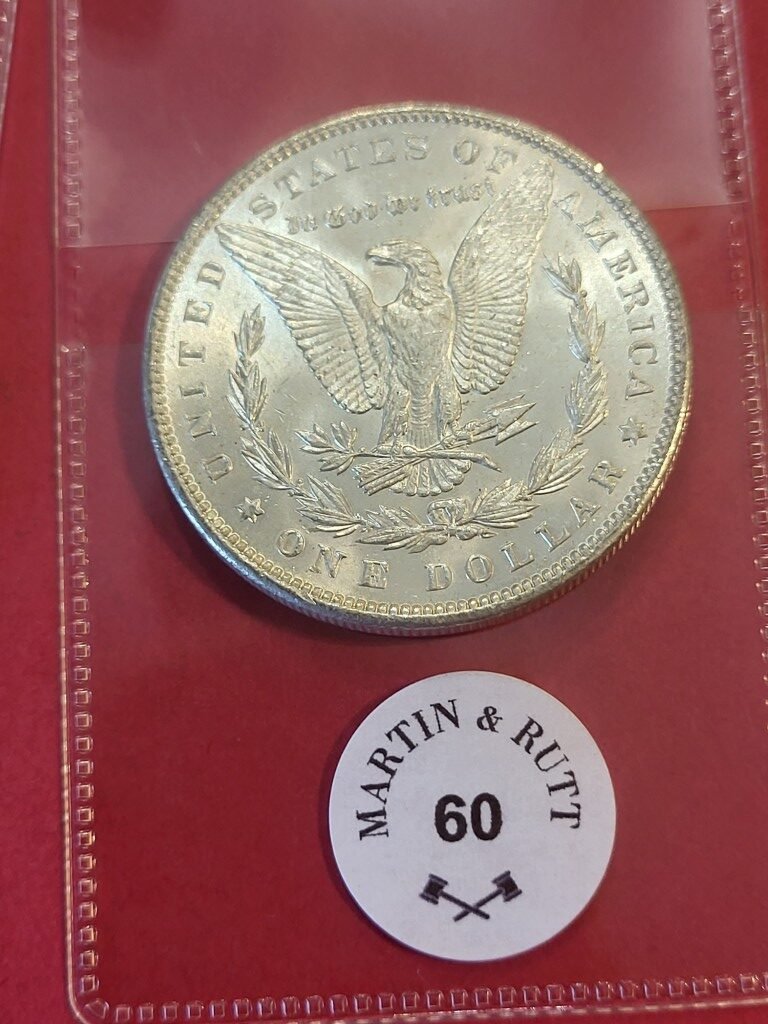 UNITED STATES OF AMERICA
In God We trust
ONE DOLLAR
MARTIN & RUTT
60